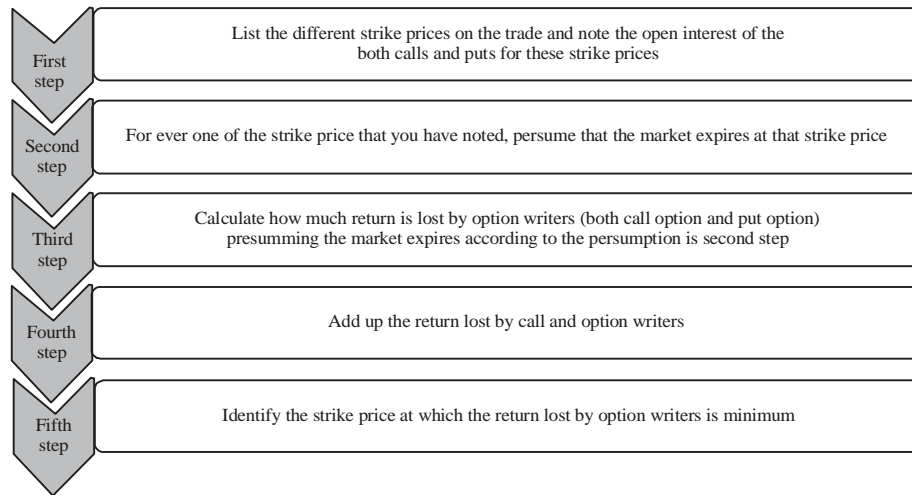 First
step
List the different strike prices on the trade and note the open interest of the
both calls and puts for these strike prices
Second
step
For ever one of the strike price that you have noted, persume that the market expires at that strike price
Third
step
Calculate how much return is lost by option writers (both call option and put option)
presumming the market expires according to the persumption is second step
Fourth
step
Add up the return lost by call and option writers
Fifth
step
Identify the strike price at which the return lost by option writers is minimum